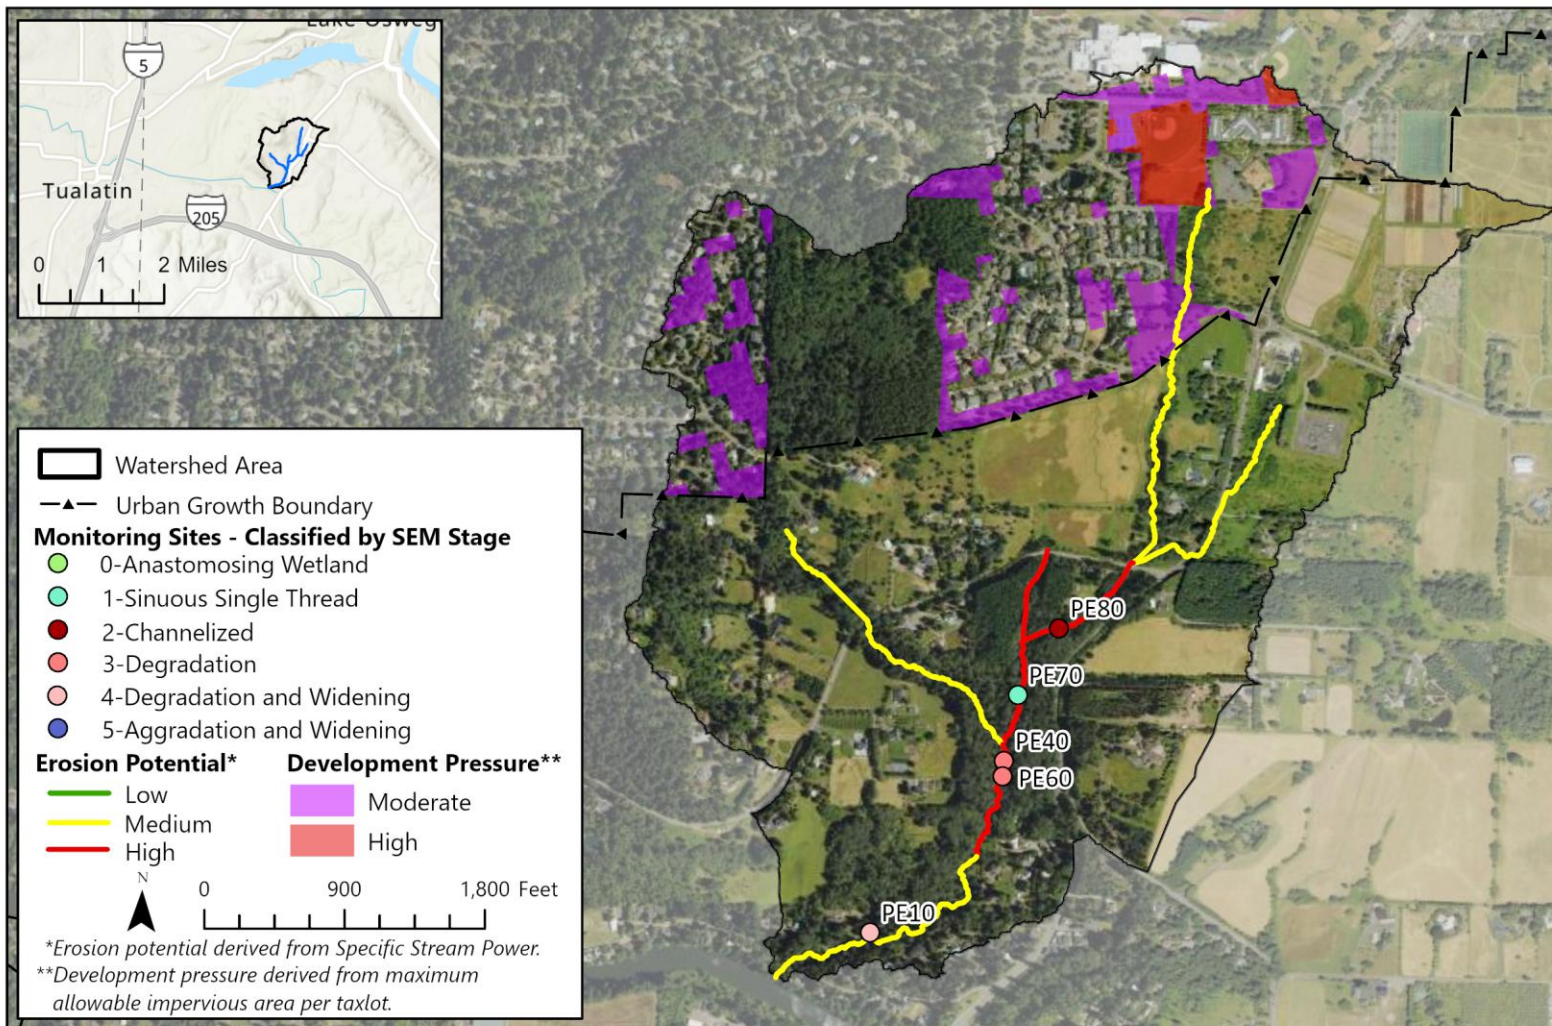 Lake Osweg
5
Tualatin
205
0 1 2 Miles
Watershed Area
Urban Growth Boundary
Monitoring Sites - Classified by SEM Stage
0-Anastomosing Wetland
1-Sinuous Single Thread
2-Channelized
3-Degradation
4-Degradation and Widening
5-Aggradation and Widening
Erosion Potential* Development Pressure**
Low
Medium
High
Moderate
High
N
0 900 1,800 Feet
*Erosion potential derived from Specific Stream Power.
**Development pressure derived from maximum
allowable impervious area per taxlot.
PE80
PE70
PE40
PE60
PE10